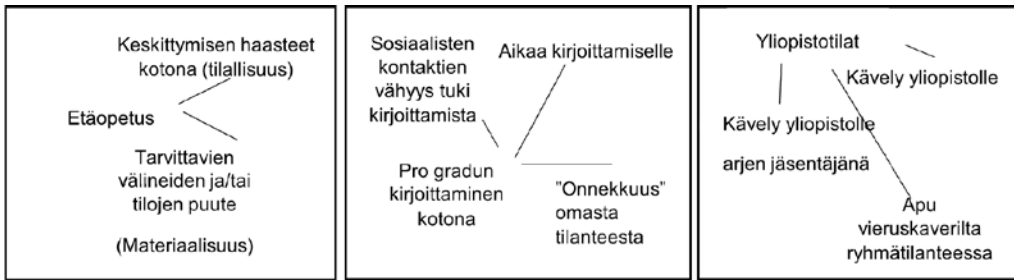 Keskittymisen haasteet
kotona (tilallisuus)
Etäopetus
Tarvittavien
välineiden ja/tai
tilojen puute
(Materiaalisuus)
Sosiaalisten
kontaktien
vähyys tuki
kirjoittamista
Aikaa kirjoittamiselle
Pro gradun
kirjoittaminen
kotona
”Onnekkuus”
omasta
tilanteesta
Yliopistotilat
Kävely yliopistolle
Kävely yliopistolle
arjen jäsentäjänä
Apu
vieruskaverilta
ryhmätilanteessa